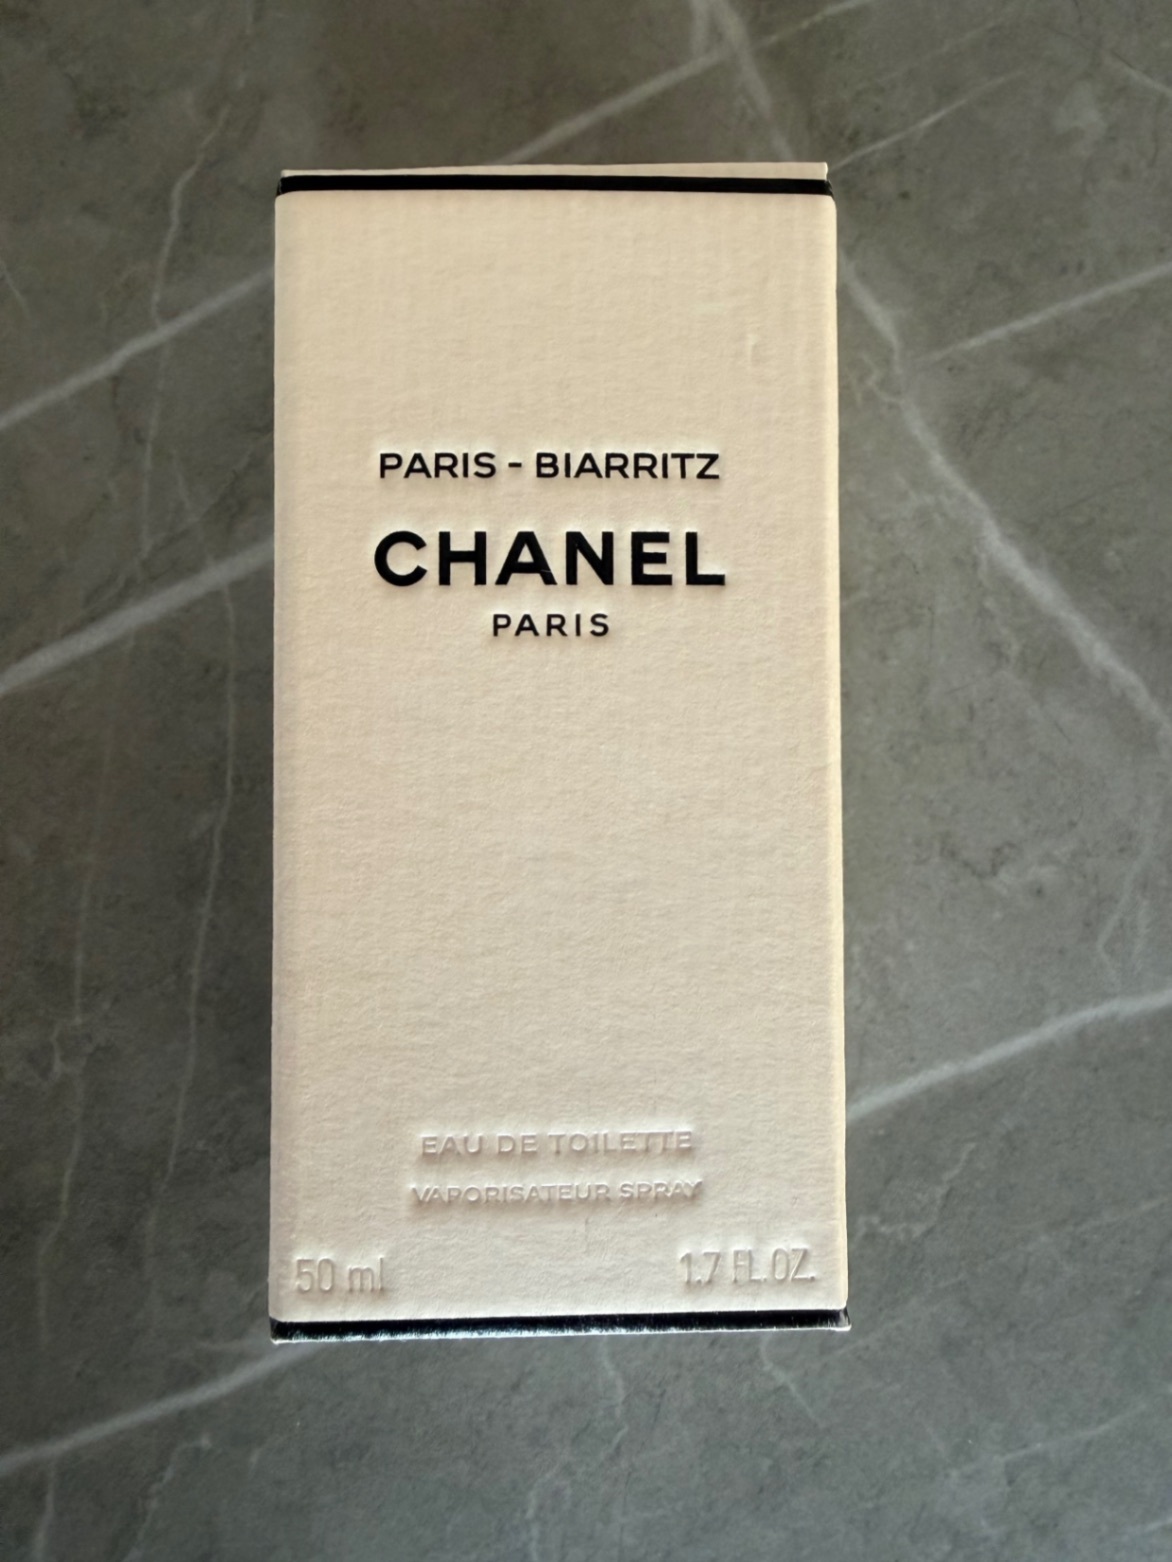 PARIS - BIARRITZ
CHANEL
PARIS
EAU DE TOILETTE
VAPORISATEUR SPRAY
50 ml 1.7 FL.OZ.